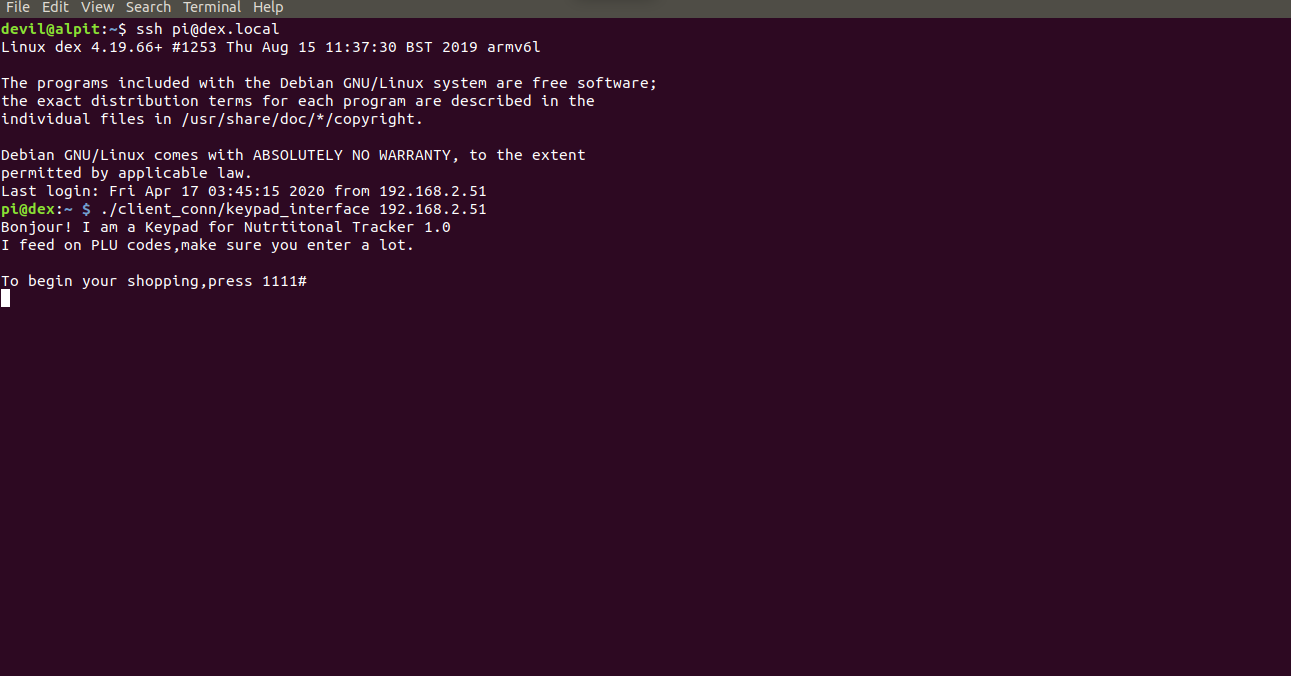 File Edit View Search Terminal Help
devil@alpit:~$ ssh pi@dex.local
Linux dex 4.19.66+ #1253 Thu Aug 15 11:37:30 BST 2019 armv6l
The programs included with the Debian GNU/Linux system are free software;
the exact distribution terms for each program are described in the
individual files in /usr/share/doc/*/copyright.
Debian GNU/Linux comes with ABSOLUTELY NO WARRANTY, to the extent
permitted by applicable law.
Last login: Fri Apr 17 03:45:15 2020 from 192.168.2.51
pi@dex:~ $ ./client_conn/keypad_interface 192.168.2.51
Bonjour! I am a Keypad for Nutrtitonal Tracker 1.0
I feed on PLU codes,make sure you enter a lot.
To begin your shopping,press 1111#